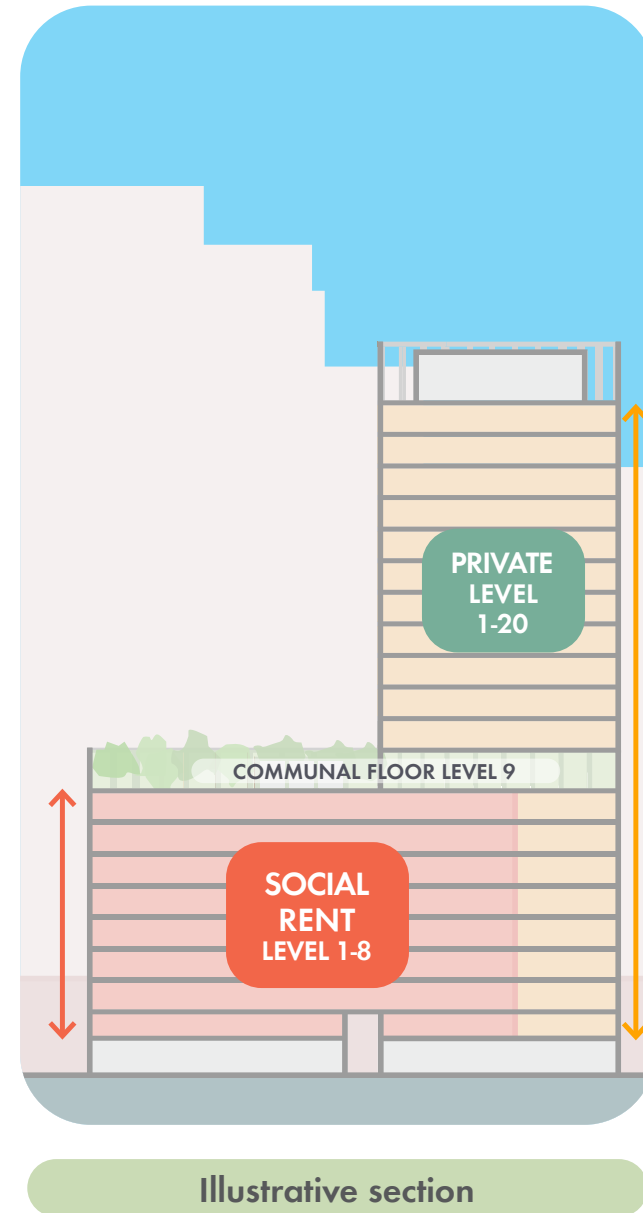 PRIVATE
LEVEL
1-20
COMMUNAL FLOOR LEVEL 9
SOCIAL
RENT
LEVEL 1-8
Illustrative section